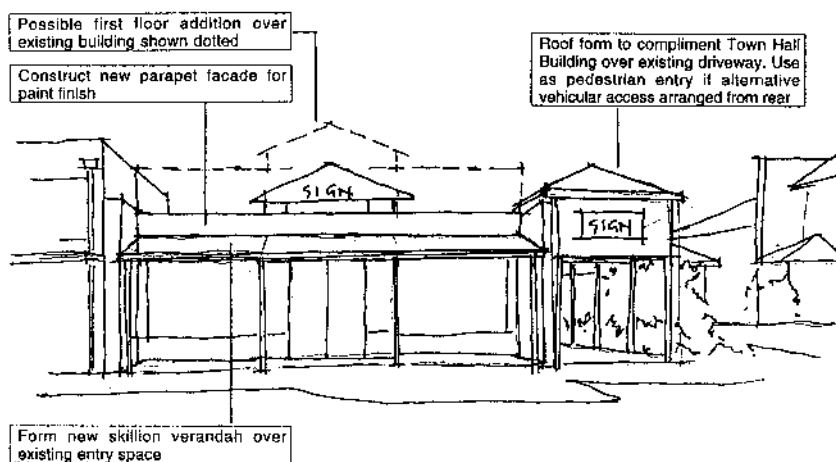 Possible first floor addition over
existing building shown dotted
Construct new parapet facade for
paint finish
Roof form to compliment Town Hall
Building over existing driveway. Use
as pedestrian entry if alternative
vehicular access arranged from rear
SIGN
SIGN
Form new skillion verandah over
existing entry space